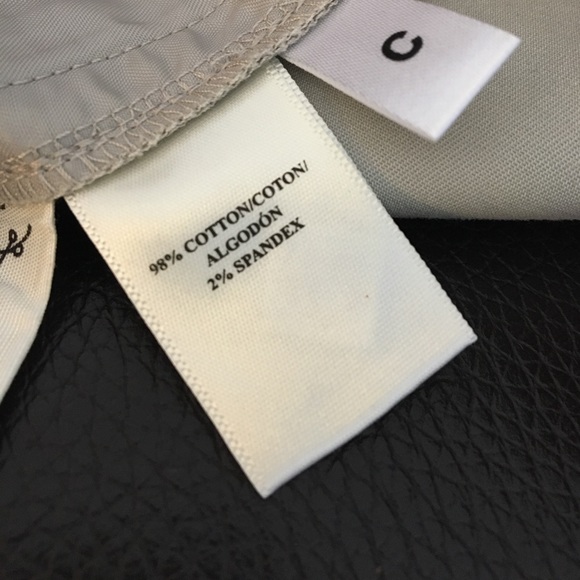 C
98% COTTON/COTON/
ALGODÓN
2% SPANDEX